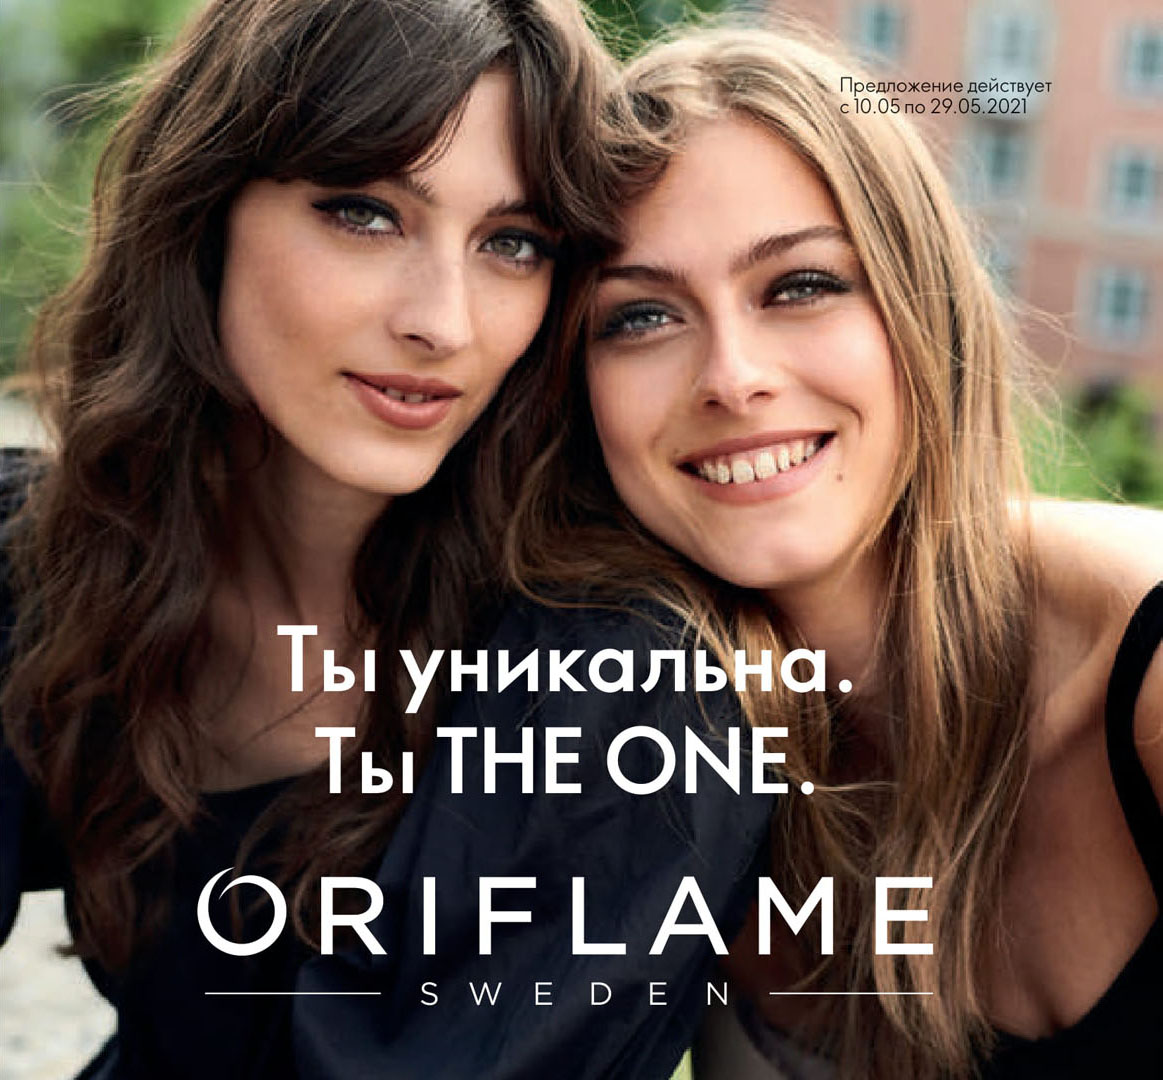 Предложение действует
с 10.05 по 29.05.2021
Ты уникальна.
Ты THE ONE.
ORIFLAME
SWEDEN